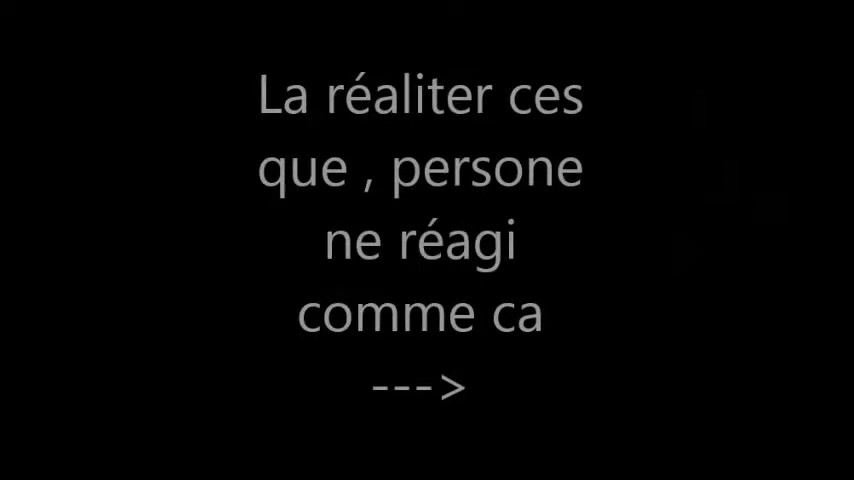 La réaliter ces
que , persone
ne réagi
comme ca
--->